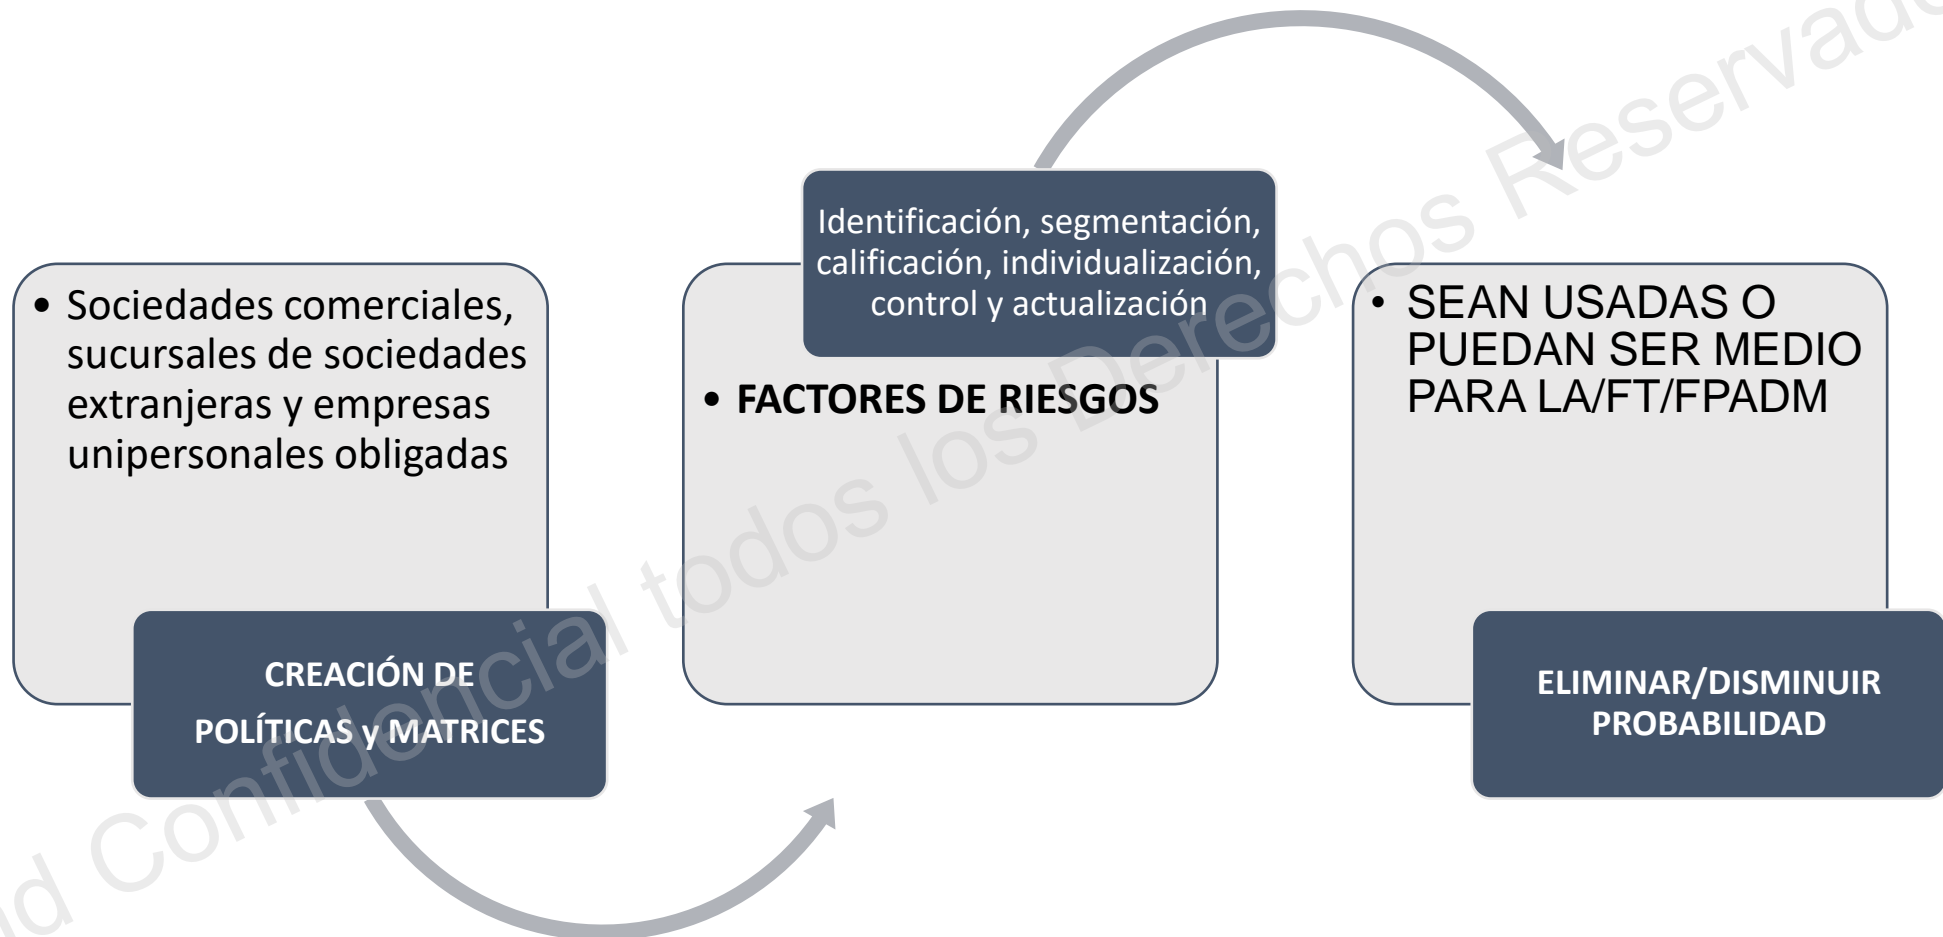 • Sociedades comerciales,
sucursales de sociedades
extranjeras y empresas
unipersonales obligadas
CREACIÓN DE
POLÍTICAS y MATRICES
Identificación, segmentación,
calificación, individualización,
control y actualización
• FACTORES DE RIESGOS
• SEAN USADAS O
PUEDAN SER MEDIO
PARA LA/FT/FPADM
ELIMINAR/DISMINUIR
PROBABILIDAD
Confidencial todos los Derechos